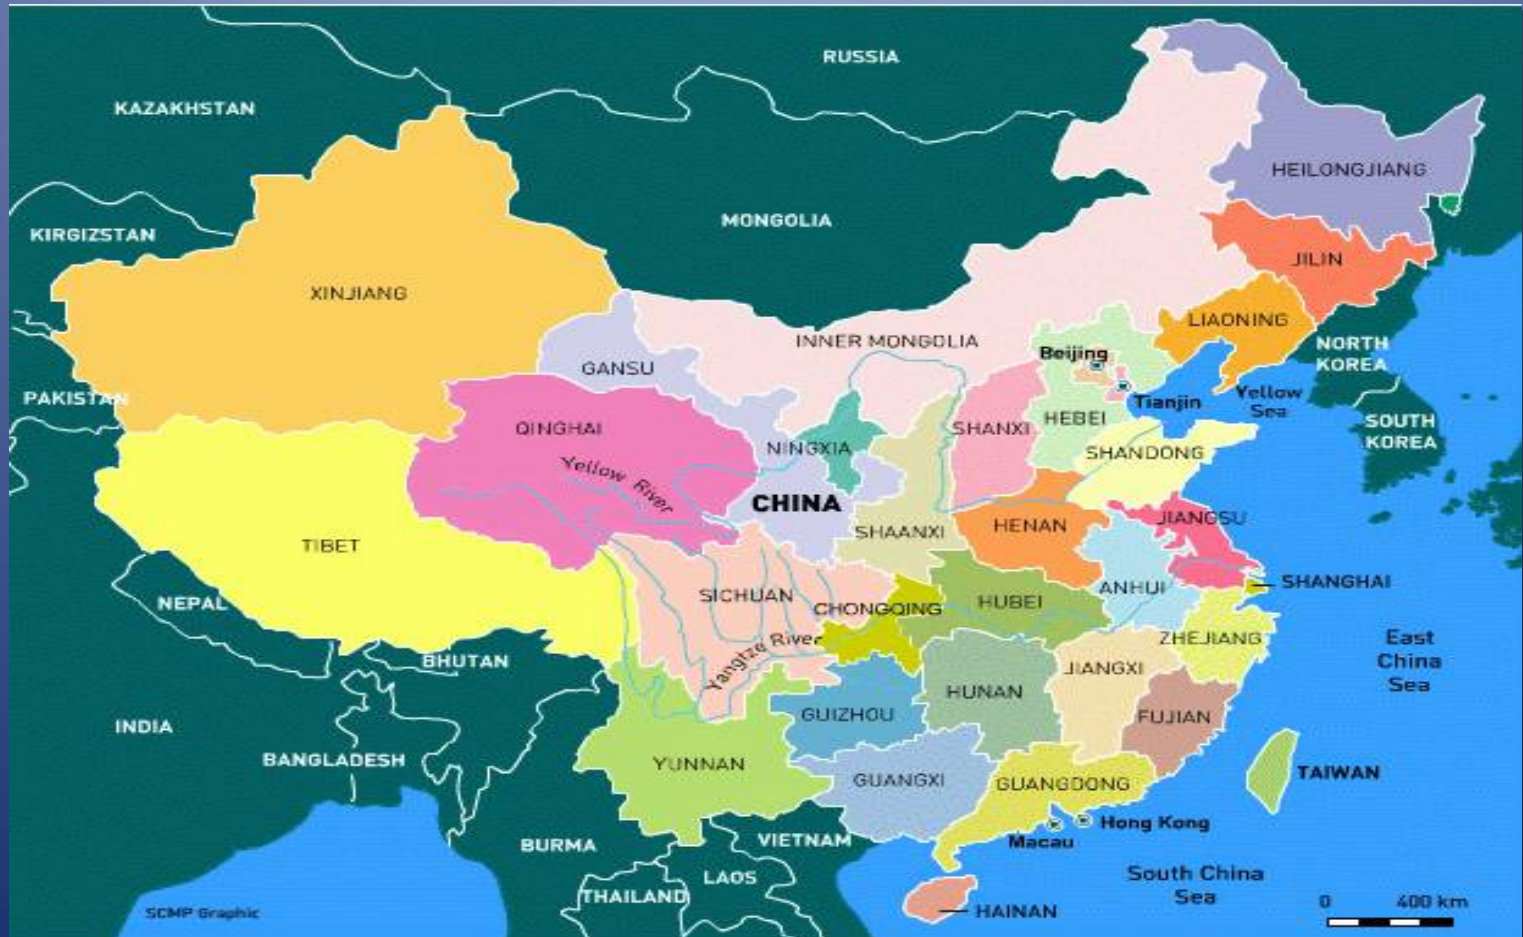 RUSSIA
KAZAKHSTAN
HEILONGJIANG
MONGOLIA
KIRGIZSTAN
JILIN
XINJIANG
LIAONING
INNER MONGOLIA
NORTH
KOREA
Beijing
GANSU
Yellow
Sea
PAKISTAN
Tianjin
HEBEI
SOUTH
KOREA
QINGHAI
SHANXI
NINGXIA
SHANDONG
Yellow River
CHINA
JIANGSU
HENAN
SHAANXI
TIBET
SHANGHAI
ANHUI
SICHUAN
HUBEI
NEPAL
CHONGQING
ZHEJIANG
East
China
Sea
Yangtze River
BHUTAN
JIANGXI
HUNAN
GUIZHOU
FUJIAN
INDIA
BANGLADESH
YUNNAN
TAIWAN
GUANGXI
GUANGDONG
Hong Kong
Macau
BURMA
VIETNAM
LAOS
South China
Sea
THAILAND
0 400 km
SCMP Graphic
HAINAN